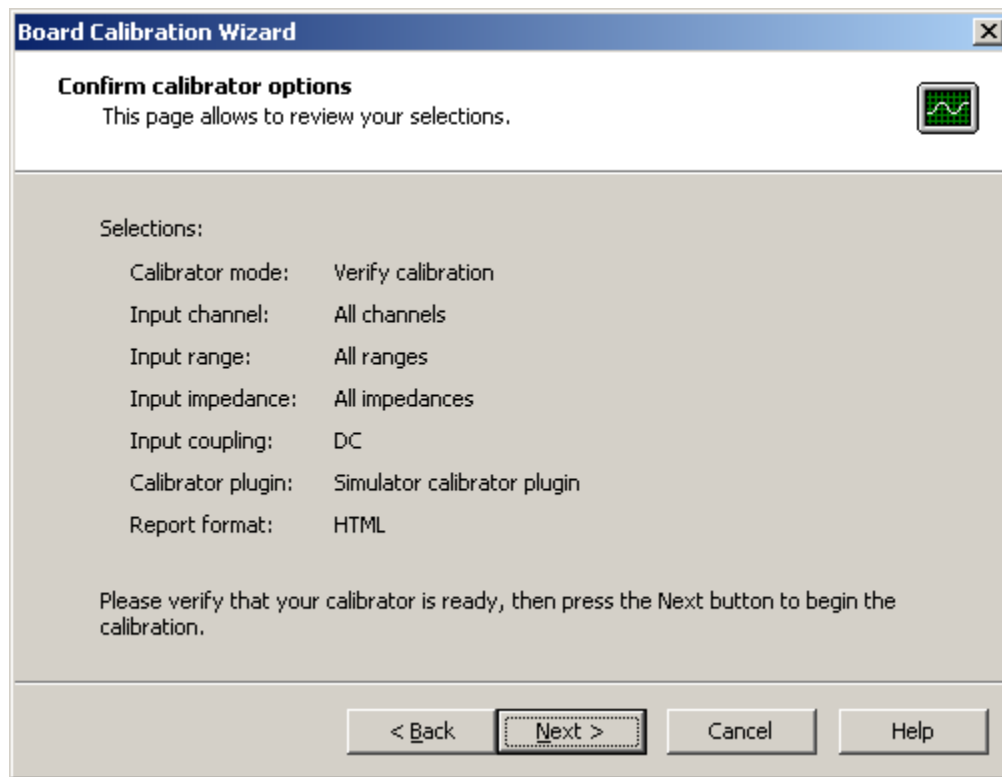 Board Calibration Wizard
Confirm calibrator options
This page allows to review your selections.
Selections:
Calibrator mode: Verify calibration
Input channel: All channels
Input range: All ranges
Input impedance: All impedances
Input coupling: DC
Calibrator plugin: Simulator calibrator plugin
Report format: HTML
Please verify that your calibrator is ready, then press the Next button to begin the
calibration.
< Back Next > Cancel Help